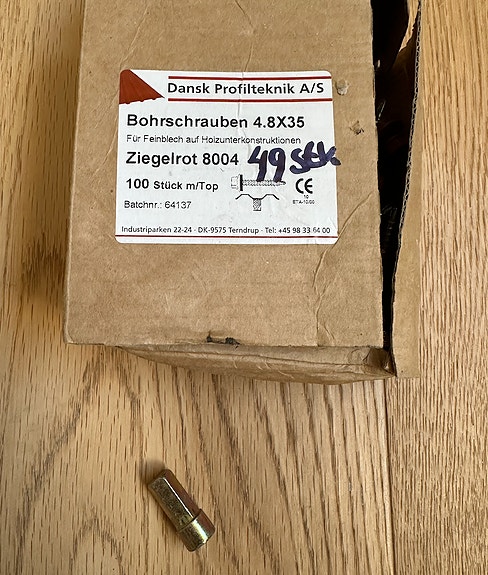 Dansk Profilteknik A/S
Bohrschrauben 4.8X35
Für Feinblech auf Holzunterkonstruktionen
Ziegelrot 8004 49 Stk.
100 Stück m/Top
CE
10
Batchnr.: 64137
Industriparken 22-24 · DK-9575 Terndrup · Tel: +45 98 33 64 00